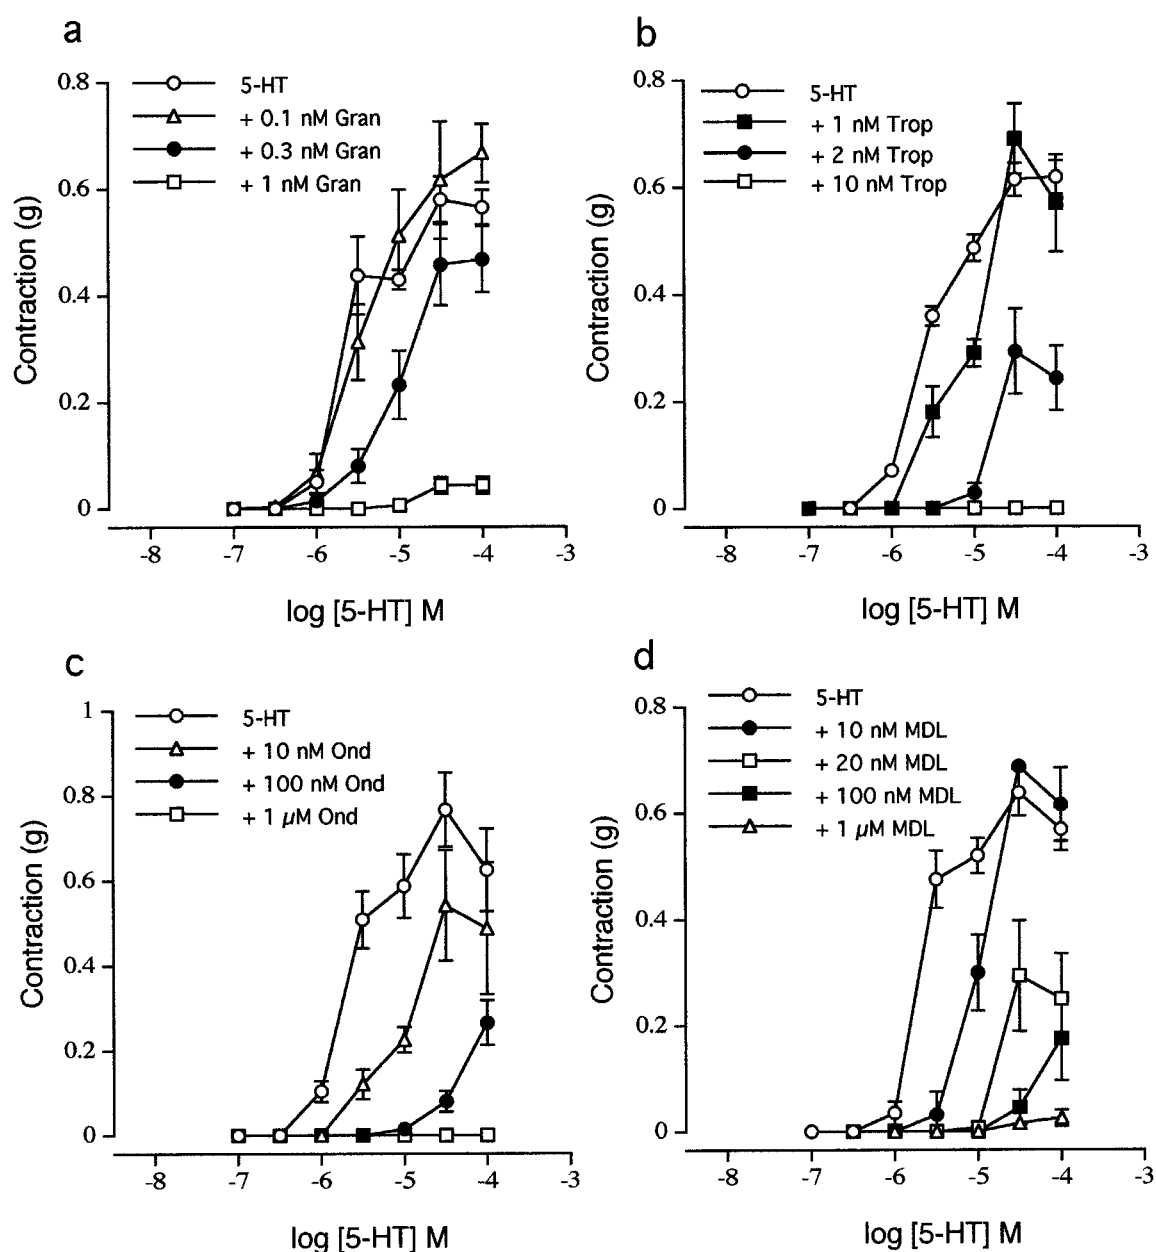 a
5-HT
+ 0.1 nM Gran
+ 0.3 nM Gran
+ 1 nM Gran
0.8
0.6
0.4
0.2
0
Contraction (g)
-8 -7 -6 -5 -4 -3
log [5-HT] M
b
5-HT
+ 1 nM Trop
+ 2 nM Trop
+ 10 nM Trop
0.8
0.6
0.4
0.2
0
Contraction (g)
-8 -7 -6 -5 -4 -3
log [5-HT] M
c
5-HT
+ 10 nM Ond
+ 100 nM Ond
+ 1 µM Ond
1
0.8
0.6
0.4
0.2
0
Contraction (g)
-8 -7 -6 -5 -4 -3
log [5-HT] M
d
5-HT
+ 10 nM MDL
+ 20 nM MDL
+ 100 nM MDL
+ 1 µM MDL
0.8
0.6
0.4
0.2
0
Contraction (g)
-8 -7 -6 -5 -4 -3
log [5-HT] M